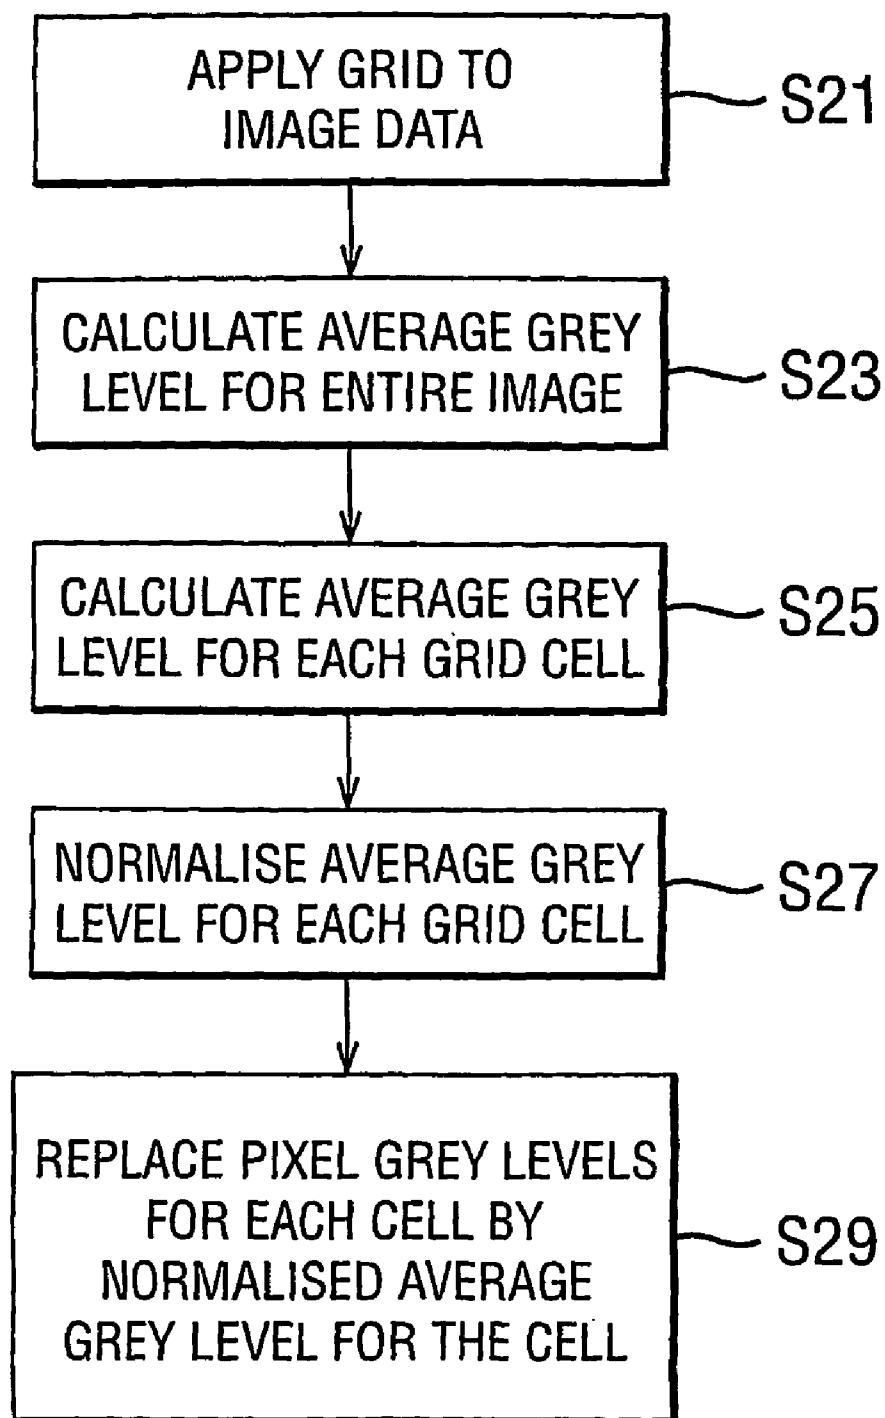 APPLY GRID TO
IMAGE DATA
S21
CALCULATE AVERAGE GREY
LEVEL FOR ENTIRE IMAGE
S23
CALCULATE AVERAGE GREY
LEVEL FOR EACH GRID CELL
S25
NORMALISE AVERAGE GREY
LEVEL FOR EACH GRID CELL
S27
REPLACE PIXEL GREY LEVELS
FOR EACH CELL BY
NORMALISED AVERAGE
GREY LEVEL FOR THE CELL
S29